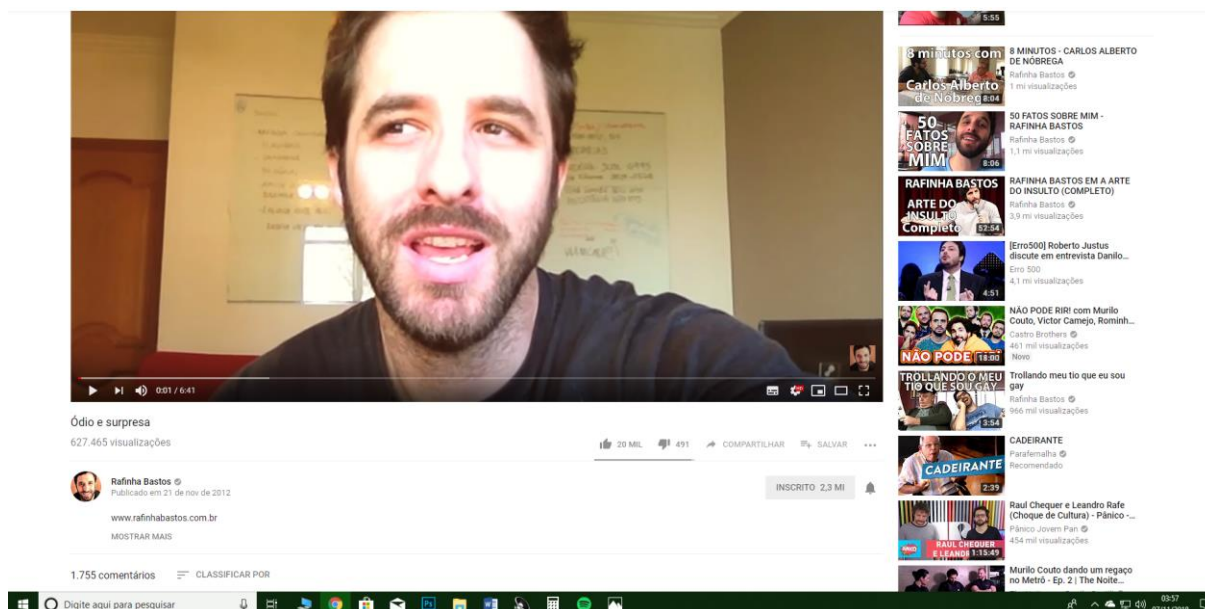 0:01 / 6:41
Ódio e surpresa
627.465 visualizações
20 MIL
491
COMPARTILHAR
SALVAR
Rafinha Bastos
Publicado em 21 de nov de 2012
INSCRITO 2,3 MI
www.rafinhabastos.com.br
MOSTRAR MAIS
1.755 comentários
CLASSIFICAR POR
5:55
8 minutos com
Carlos Alberto
de Nóbrega
8:04
8 MINUTOS - CARLOS ALBERTO
DE NÓBREGA
Rafinha Bastos
1 mi visualizações
50
FATOS
SOBRE
MIM
8:06
50 FATOS SOBRE MIM -
RAFINHA BASTOS
Rafinha Bastos
1,1 mi visualizações
RAFINHA BASTOS
ARTE DO
INSULTO
Completo
52:54
RAFINHA BASTOS EM A ARTE
DO INSULTO (COMPLETO)
Rafinha Bastos
3,9 mi visualizações
4:51
[Erro500] Roberto Justus
discute em entrevista Danilo...
Erro 500
4,1 mi visualizações
NÃO PODE
18:00
NÃO PODE RIR! com Murilo
Couto, Victor Camejo, Rominh...
Castro Brothers
461 mil visualizações
Novo
TROLLANDO O MEU
TIO QUE SOU GAY
3:54
Trollando meu tio que eu sou
gay
Rafinha Bastos
966 mil visualizações
CADEIRANTE
2:39
CADEIRANTE
Parafernalha
Recomendado
RAUL CHEQUER
E LEANDR
1:15:49
Raul Chequer e Leandro Rafe
(Choque de Cultura) - Pânico -...
Pânico Jovem Pan
454 mil visualizações
Murilo Couto dando um regaço
no Metrô - Ep. 2 | The Noite...
Digite aqui para pesquisar
03:57